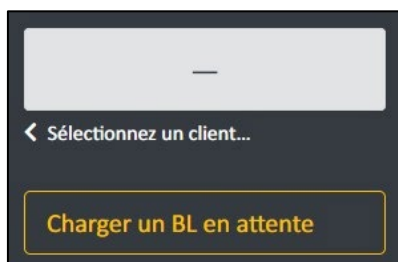 —
Sélectionnez un client...
Charger un BL en attente